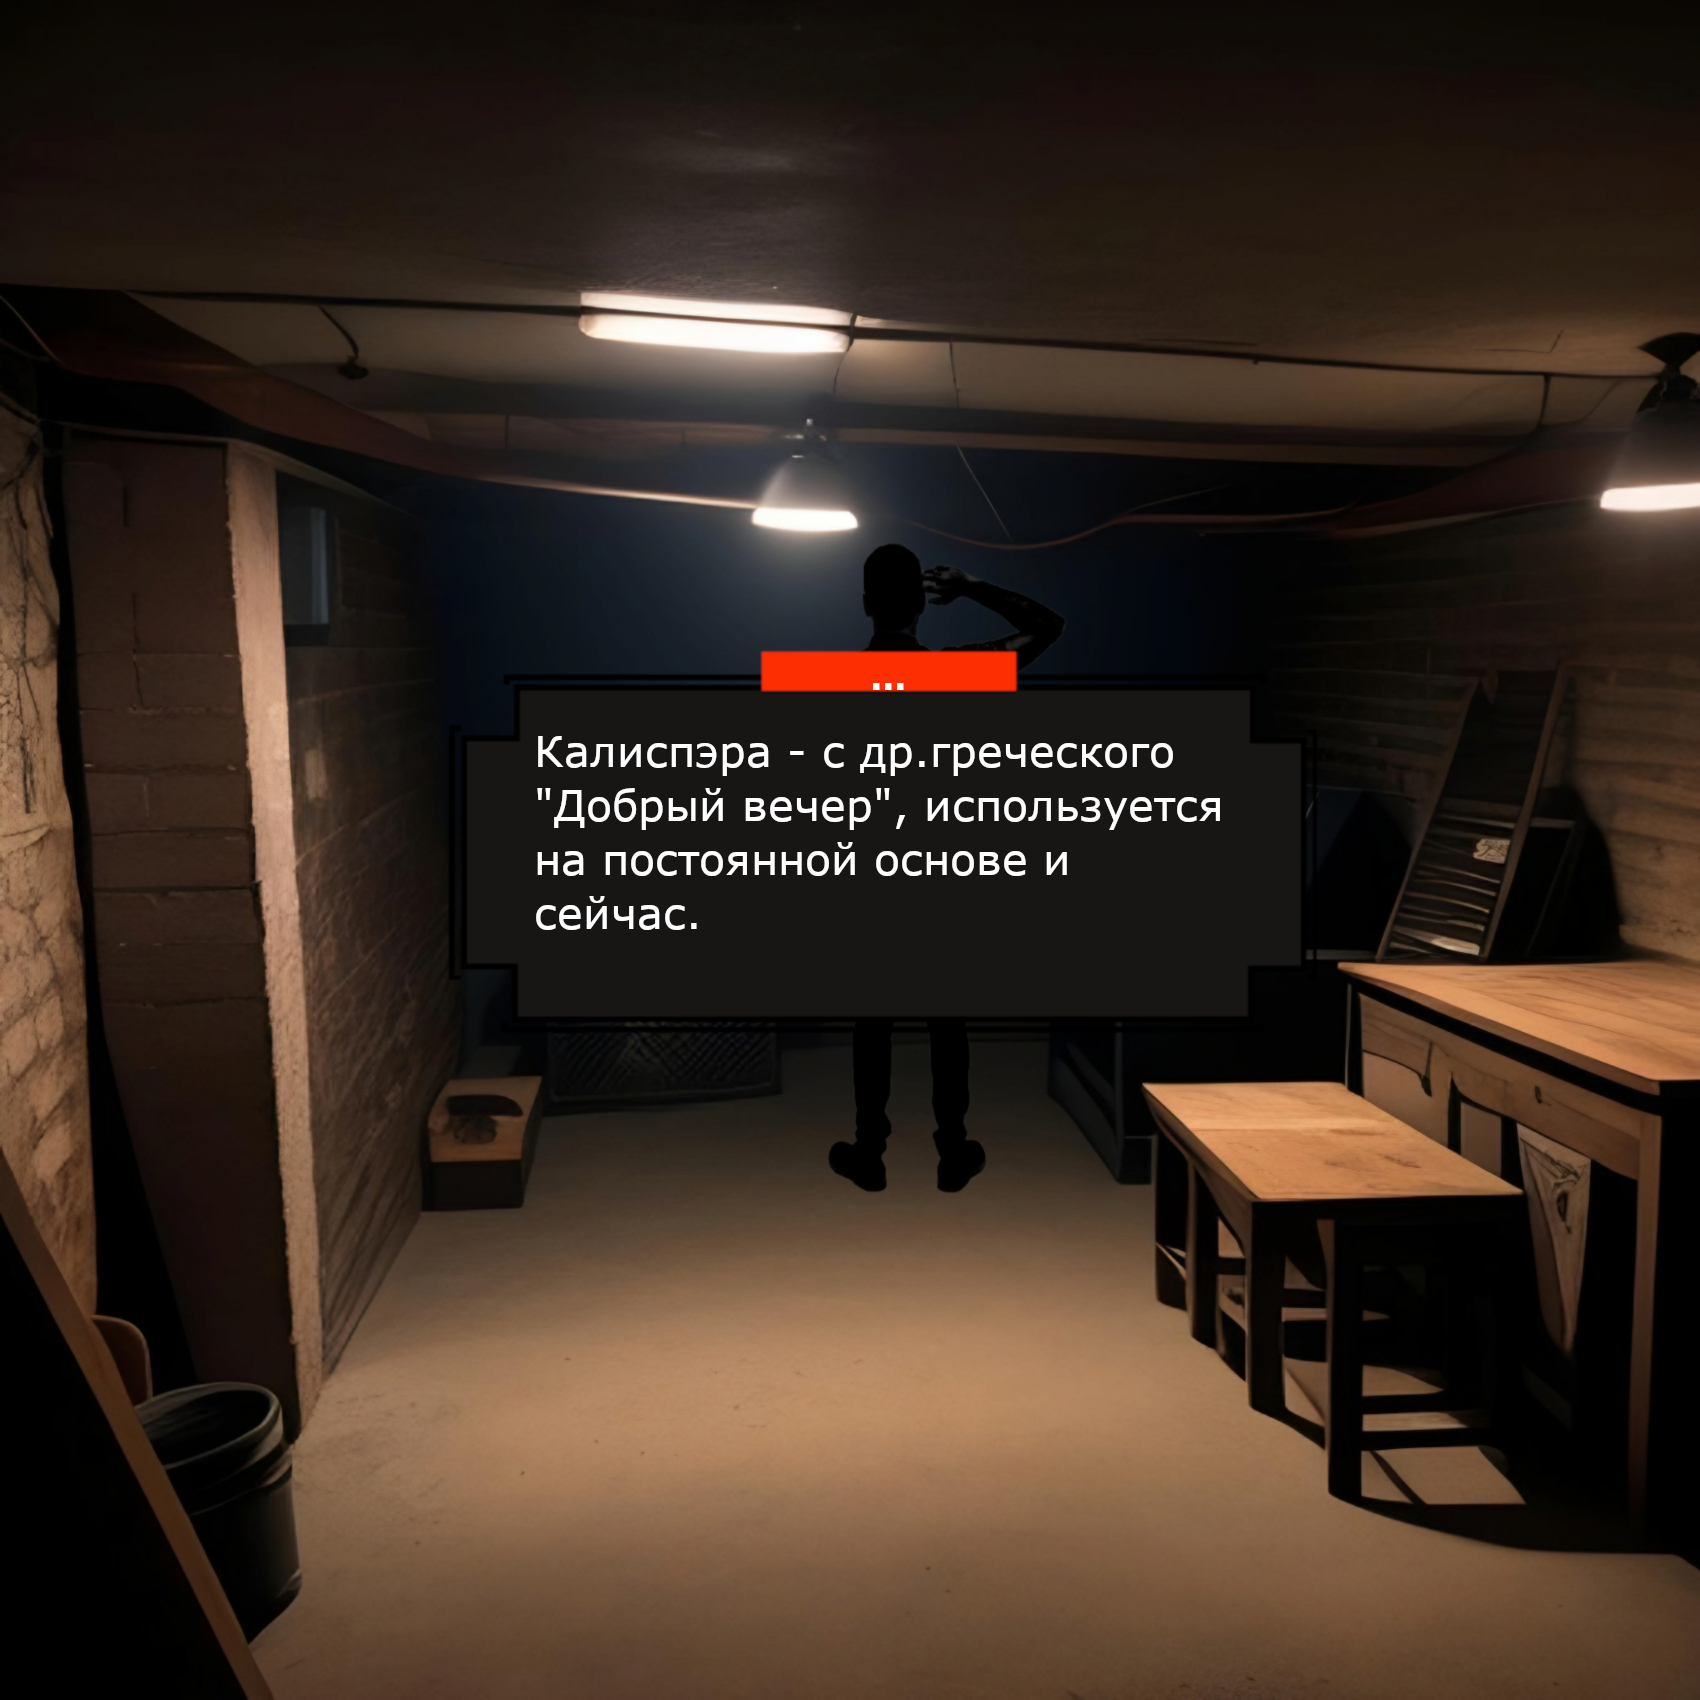 ...
Калиспэра - с др.греческого
"Добрый вечер", используется
на постоянной основе и
сейчас.